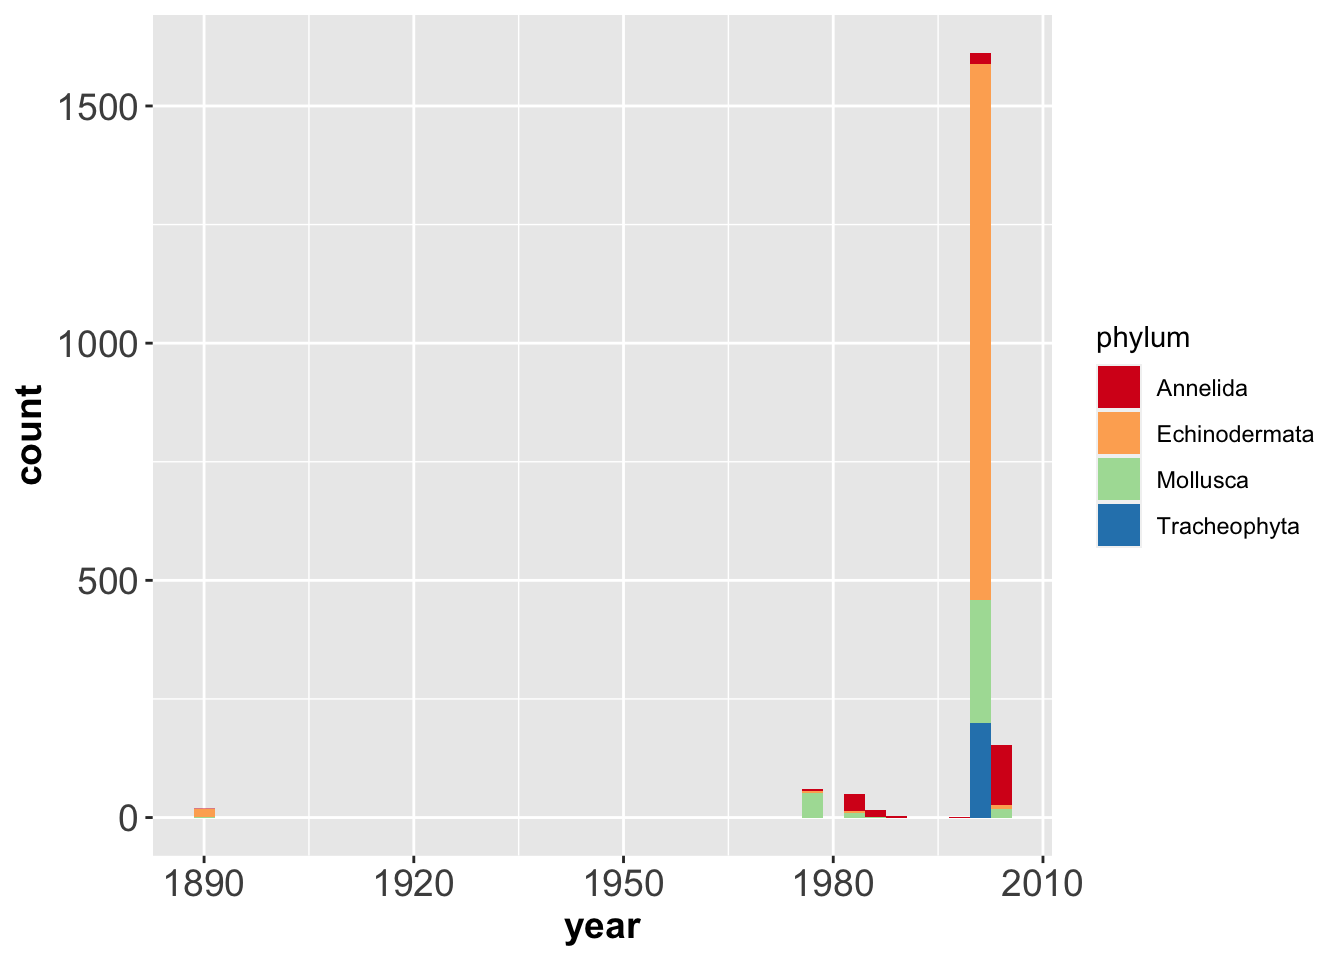 1500
1000
500
0
count
1890 1920 1950 1980 2010
year
phylum
Annelida
Echinodermata
Mollusca
Tracheophyta